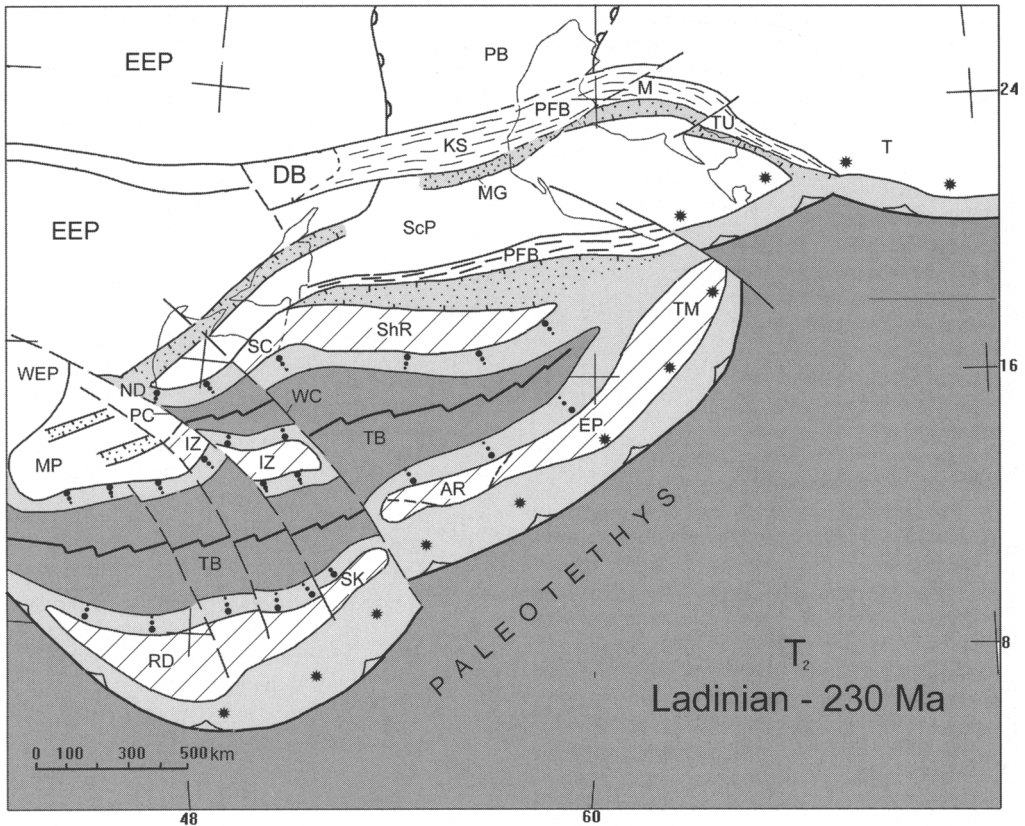 EEP
PB
24
M
PFB
TU
KS
T
DB
MG
EEP
ScP
PFB
TM
ShR
SC
16
WEP
ND
WC
PC
EP
TB
IZ
IZ
MP
AR
PALEOTETHYS
TB
SK
8
T2
RD
Ladinian - 230 Ma
0 100 300 500 km
48
60